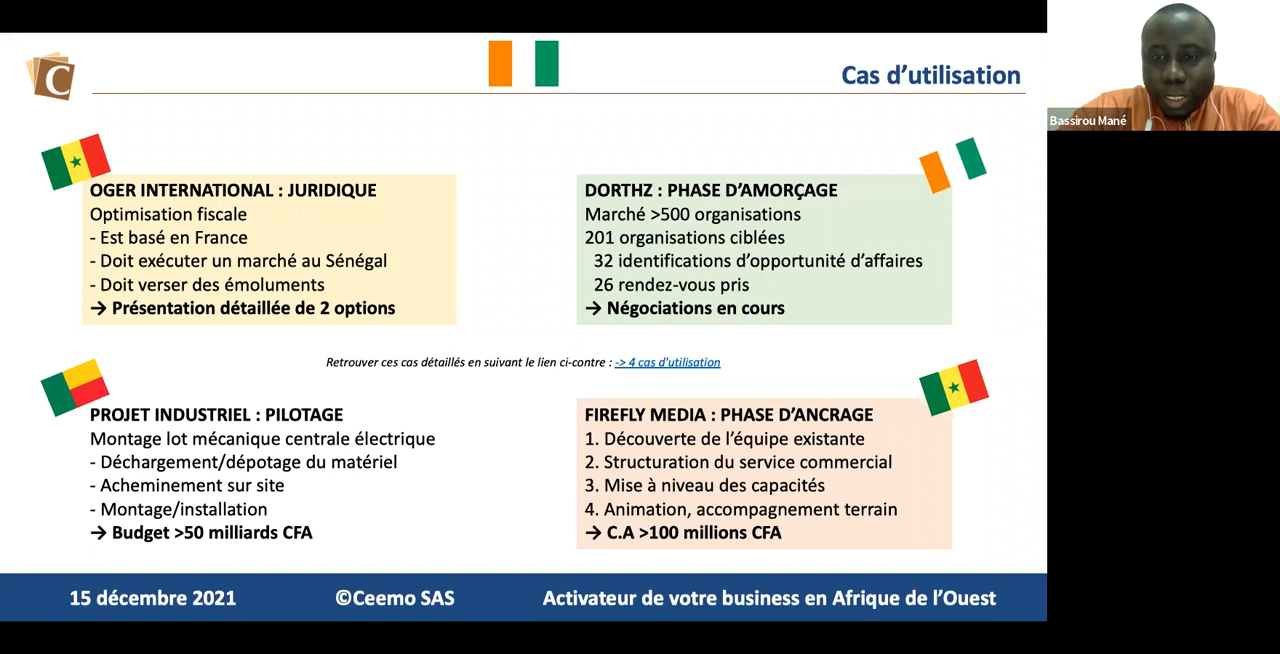 C
Cas d’utilisation
Bassirou Mané
OGER INTERNATIONAL : JURIDIQUE
Optimisation fiscale
- Est basé en France
- Doit exécuter un marché au Sénégal
- Doit verser des émoluments
→ Présentation détaillée de 2 options
DORTHZ : PHASE D’AMORÇAGE
Marché >500 organisations
201 organisations ciblées
32 identifications d’opportunité d’affaires
26 rendez-vous pris
→ Négociations en cours
Retrouver ces cas détaillés en suivant le lien ci-contre : -> 4 cas d'utilisation
PROJET INDUSTRIEL : PILOTAGE
Montage lot mécanique centrale électrique
- Déchargement/dépotage du matériel
- Acheminement sur site
- Montage/installation
→ Budget >50 milliards CFA
FIREFLY MEDIA : PHASE D’ANCRAGE
1. Découverte de l’équipe existante
2. Structuration du service commercial
3. Mise à niveau des capacités
4. Animation, accompagnement terrain
→ C.A >100 millions CFA
15 décembre 2021
©Ceemo SAS
Activateur de votre business en Afrique de l’Ouest